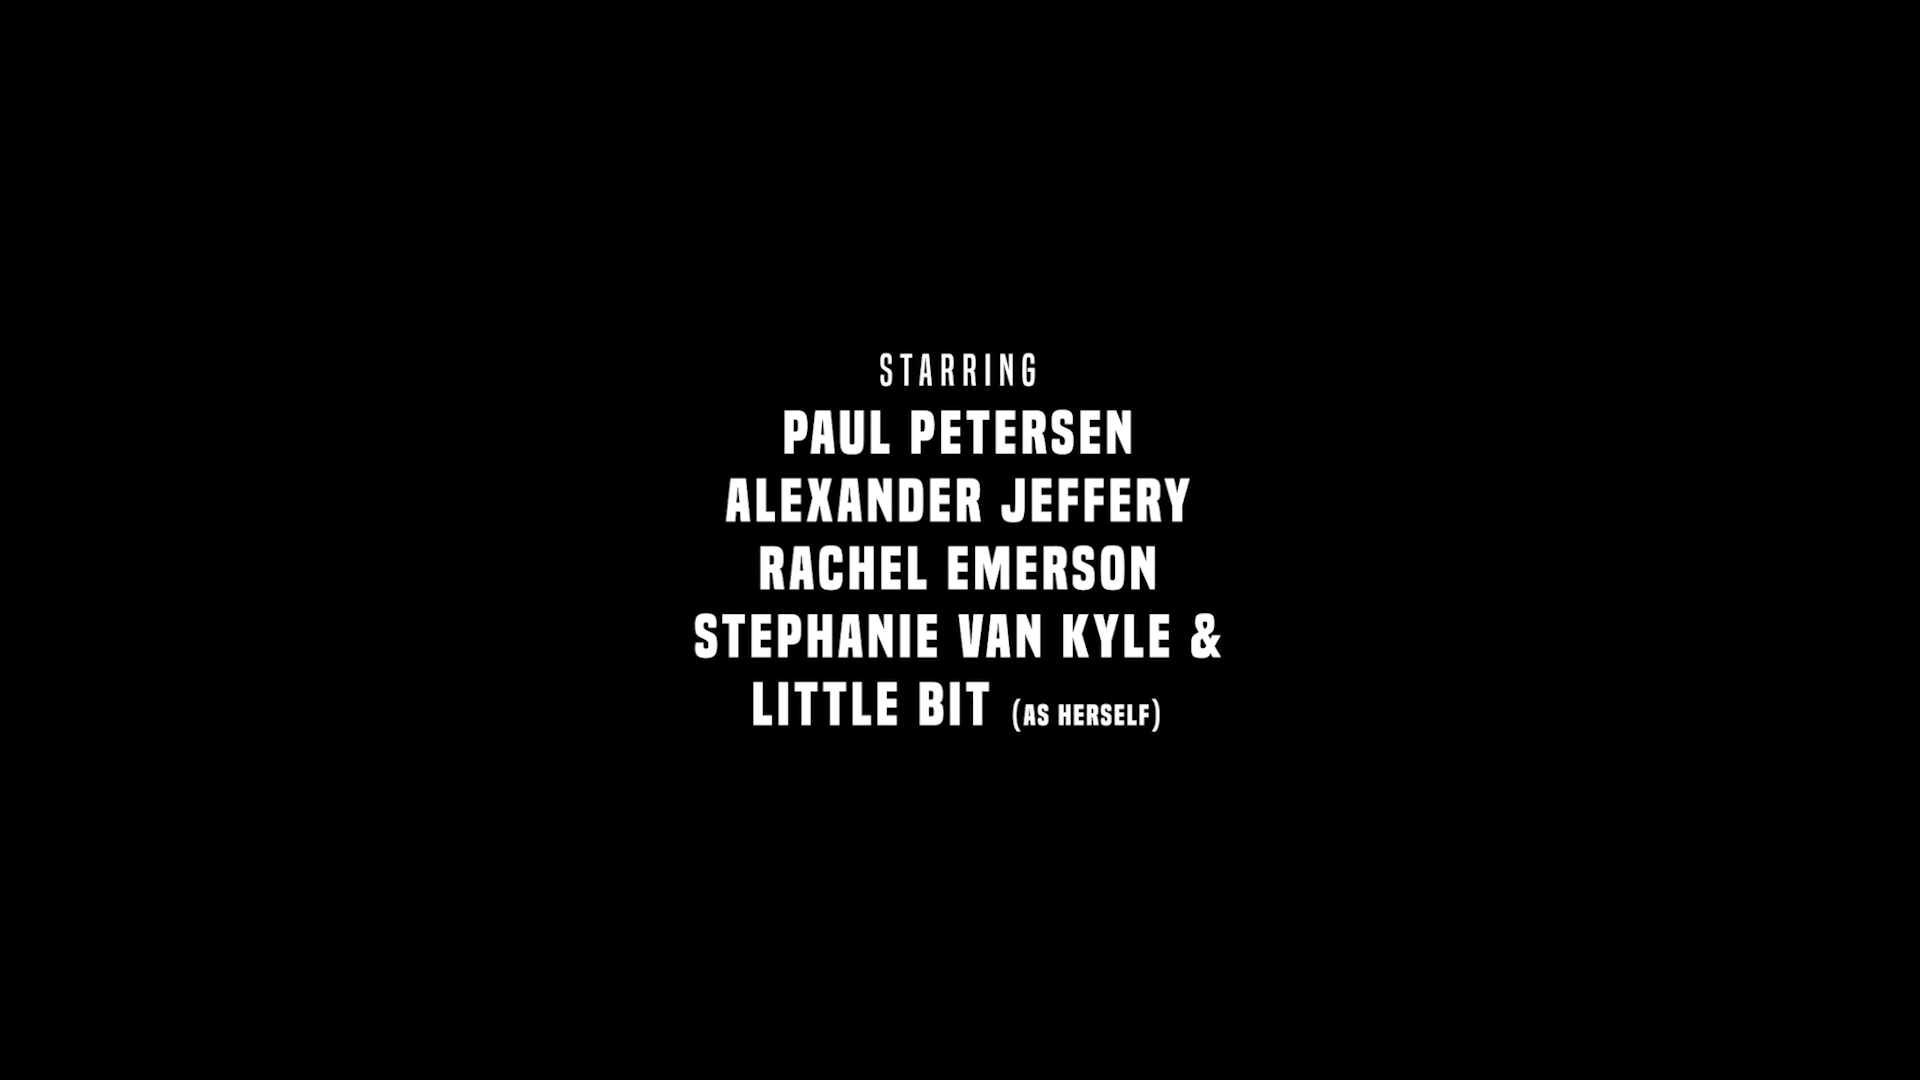 STARRING
PAUL PETERSEN
ALEXANDER JEFFERY
RACHEL EMERSON
STEPHANIE VAN KYLE &
LITTLE BIT (AS HERSELF)